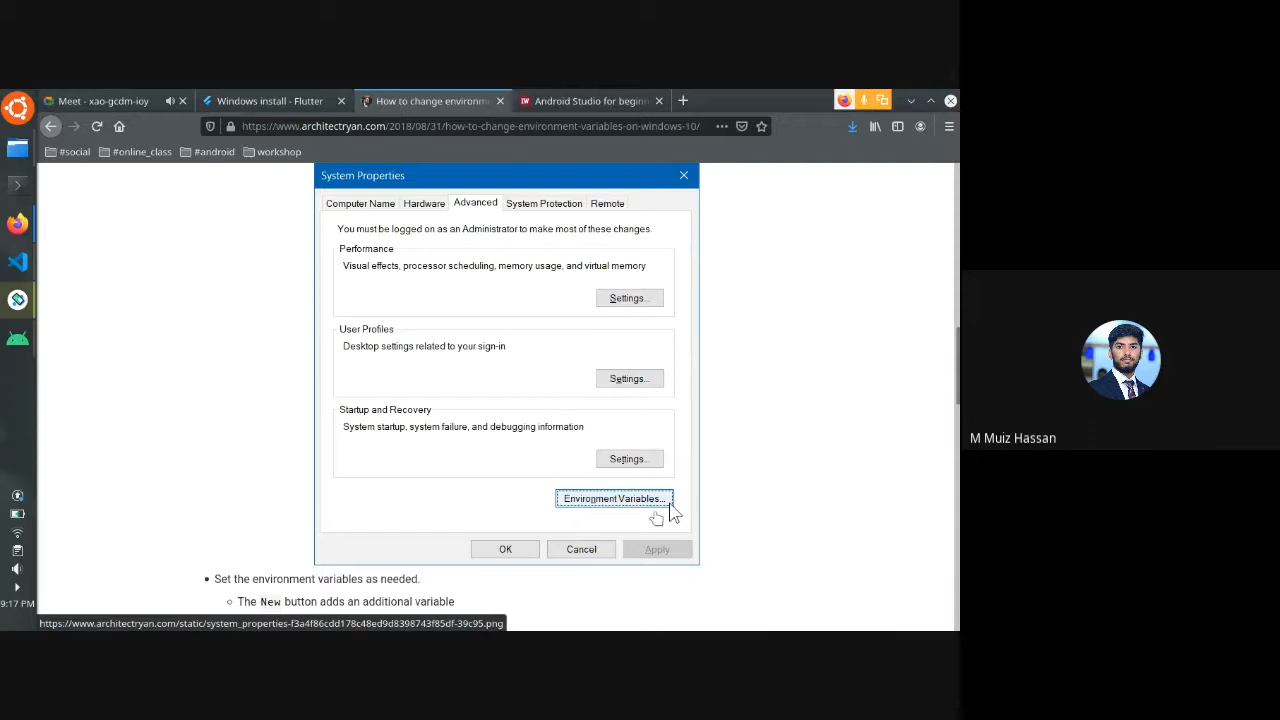 Meet - xao-gcdm-ioy
Windows install - Flutter
How to change environm
Android Studio for beginn
https://www.architectryan.com/2018/08/31/how-to-change-environment-variables-on-windows-10/
#social
#online_class
#android
workshop
System Properties
Computer Name
Hardware
Advanced
System Protection
Remote
You must be logged on as an Administrator to make most of these changes.
Performance
Visual effects, processor scheduling, memory usage, and virtual memory
Settings...
User Profiles
Desktop settings related to your sign-in
Settings...
Startup and Recovery
System startup, system failure, and debugging information
Settings...
Environment Variables...
OK
Cancel
Apply
Set the environment variables as needed.
The New button adds an additional variable
https://www.architectryan.com/static/system_properties-f3a4f86cdd178c48ed9d8398743f85df-39c95.png
9:17 PM
M Muiz Hassan